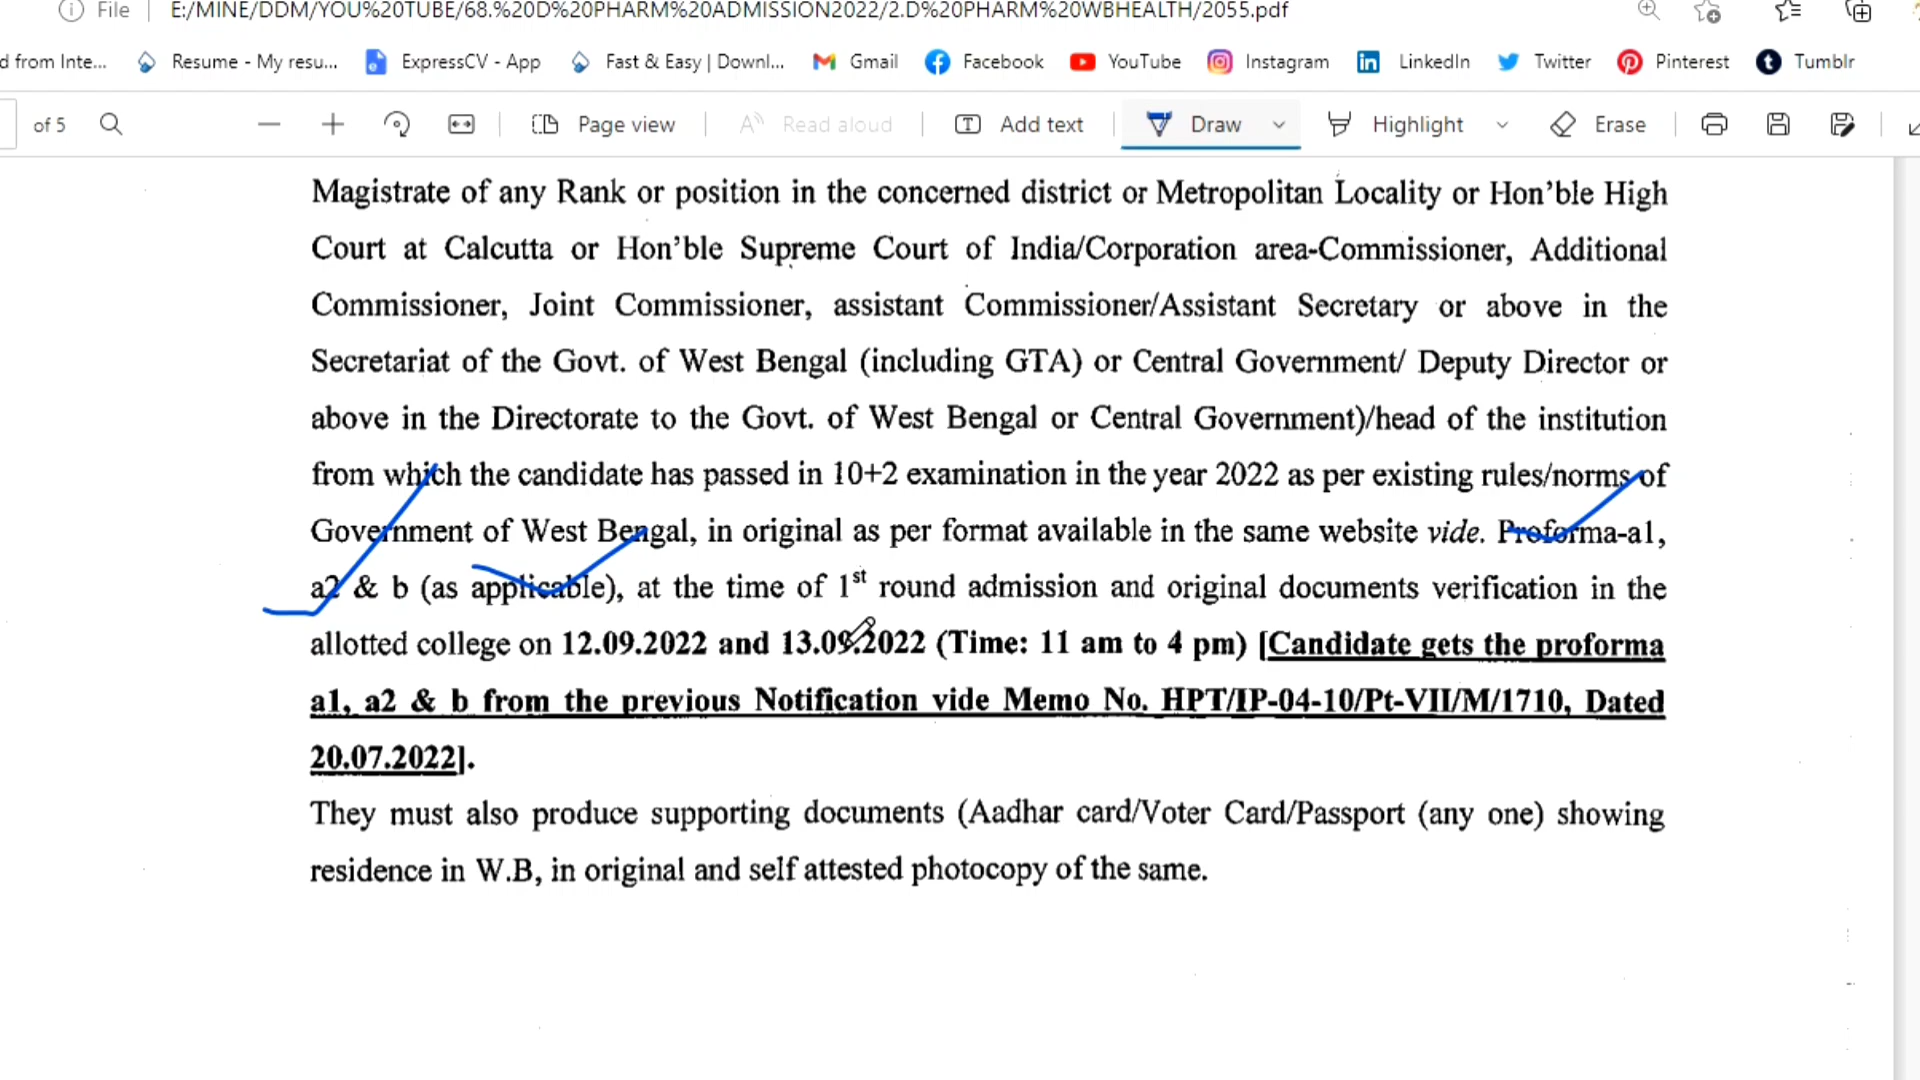 File E:/MINE/DDM/YOU%20TUBE/68.%20D%20PHARM%20ADMISSION2022/2.D%20PHARM%20WBHEALTH/2055.pdf
d from Inte... Resume - My resu... ExpressCV - App Fast & Easy | Downl... Gmail Facebook YouTube Instagram LinkedIn Twitter Pinterest Tumblr
of 5 Page view Read aloud Add text Draw Highlight Erase
Magistrate of any Rank or position in the concerned district or Metropolitan Locality or Hon'ble High
Court at Calcutta or Hon'ble Supreme Court of India/Corporation area-Commissioner, Additional
Commissioner, Joint Commissioner, assistant Commissioner/Assistant Secretary or above in the
Secretariat of the Govt. of West Bengal (including GTA) or Central Government/ Deputy Director or
above in the Directorate to the Govt. of West Bengal or Central Government)/head of the institution
from which the candidate has passed in 10+2 examination in the year 2022 as per existing rules/norms of
Government of West Bengal, in original as per format available in the same website vide. Proforma-a1,
a2 & b (as applicable), at the time of 1st round admission and original documents verification in the
allotted college on 12.09.2022 and 13.09.2022 (Time: 11 am to 4 pm) [Candidate gets the proforma
a1, a2 & b from the previous Notification vide Memo No. HPT/IP-04-10/Pt-VII/M/1710, Dated
20.07.2022].
They must also produce supporting documents (Aadhar card/Voter Card/Passport (any one) showing
residence in W.B, in original and self attested photocopy of the same.